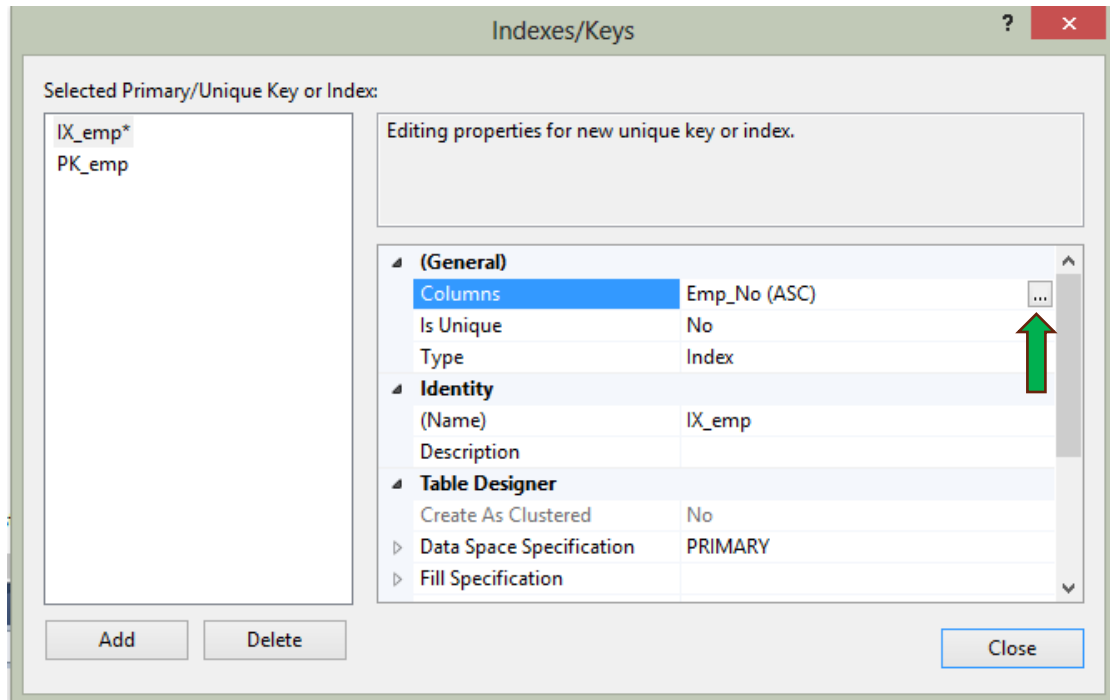 Indexes/Keys
?
Selected Primary/Unique Key or Index:
IX_emp*
PK_emp
Editing properties for new unique key or index.
(General)
Columns Emp_No (ASC) ...
Is Unique No
Type Index
Identity
(Name) IX_emp
Description
Table Designer
Create As Clustered No
Data Space Specification PRIMARY
Fill Specification
Add Delete
Close